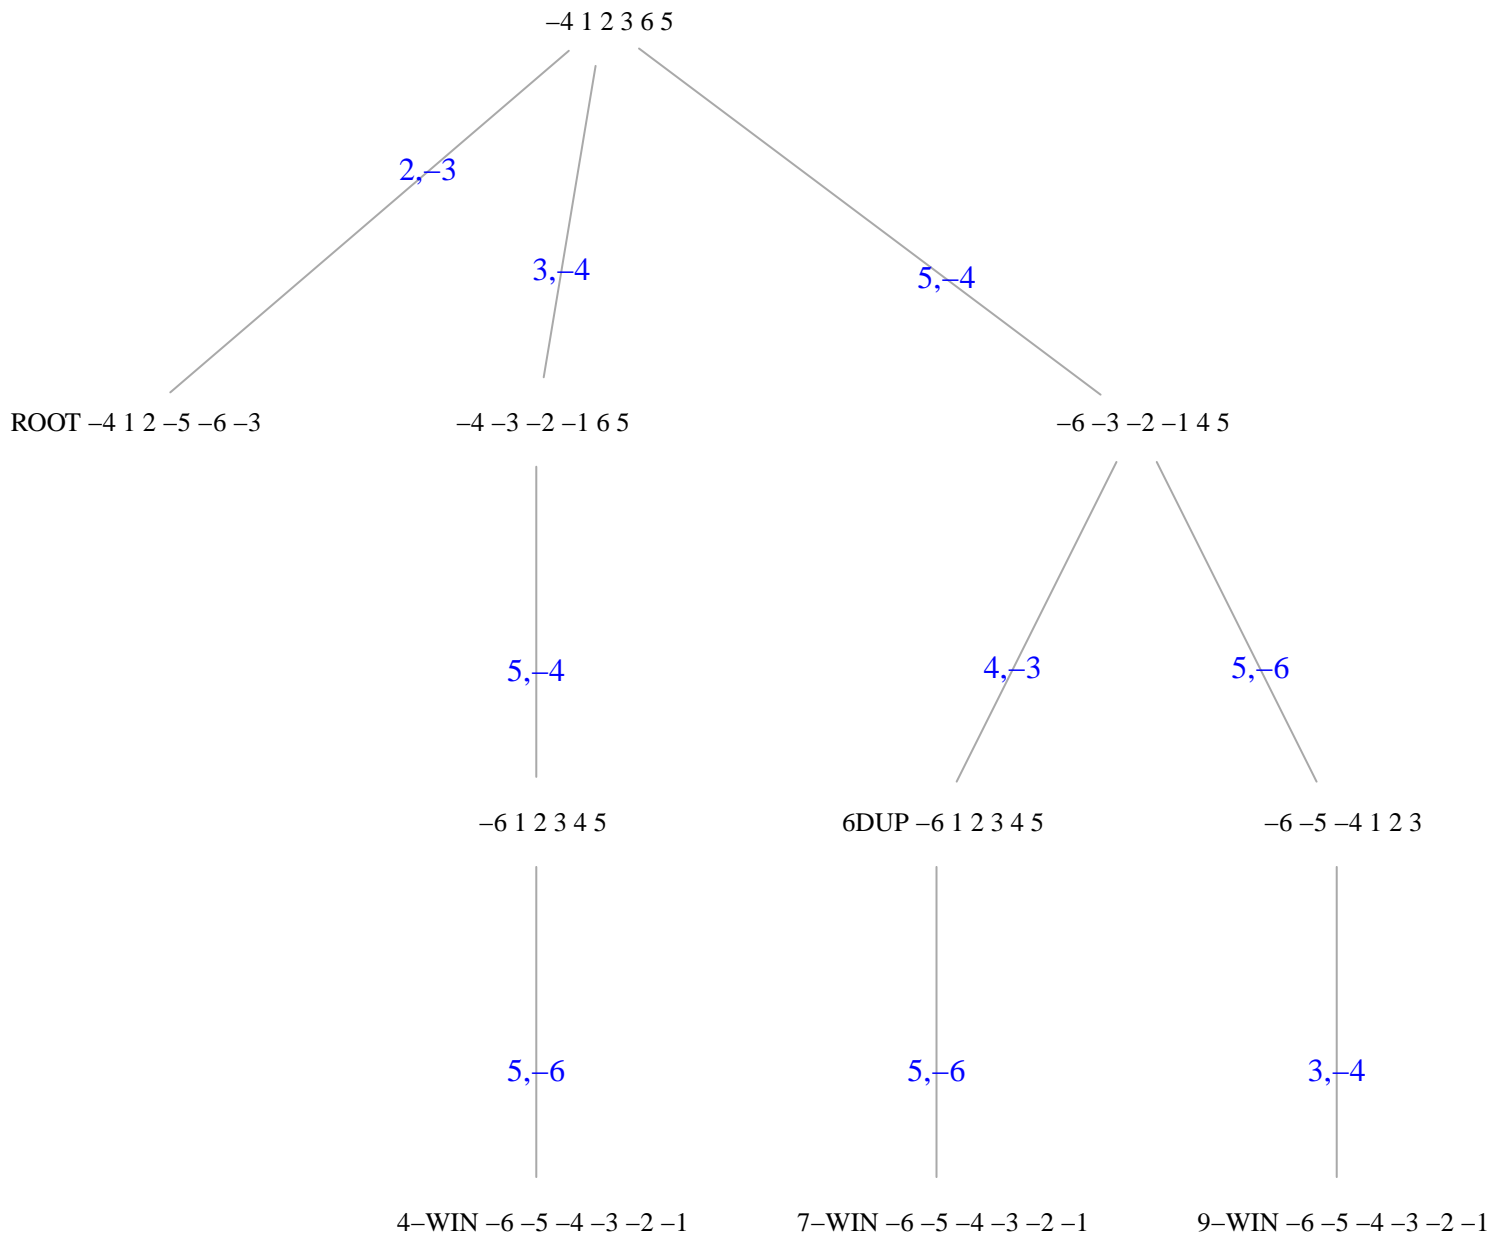 –4 1 2 3 6 5
2,–3
3,–4
5,–4
ROOT –4 1 2 –5 –6 –3
–4 –3 –2 –1 6 5
–6 –3 –2 –1 4 5
5,–4
4,–3
5,–6
–6 1 2 3 4 5
6DUP –6 1 2 3 4 5
–6 –5 –4 1 2 3
5,–6
5,–6
3,–4
4–WIN –6 –5 –4 –3 –2 –1
7–WIN –6 –5 –4 –3 –2 –1
9–WIN –6 –5 –4 –3 –2 –1